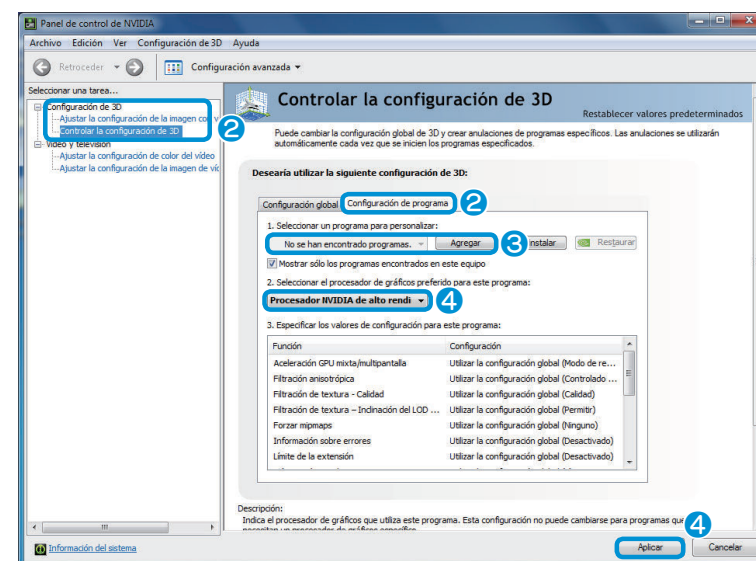 Panel de control de NVIDIA
Archivo Edición Ver Configuración de 3D Ayuda
Retroceder Configuración avanzada
Seleccionar una tarea...
Configuración de 3D
Ajustar la configuración de la imagen con v
Controlar la configuración de 3D
2
Vídeo y televisión
Ajustar la configuración de color del vídeo
Ajustar la configuración de la imagen de víd
Información del sistema
Controlar la configuración de 3D
Restablecer valores predeterminados
Puede cambiar la configuración global de 3D y crear anulaciones de programas específicos. Las anulaciones se utilizarán
automáticamente cada vez que se inicien los programas especificados.
Desearía utilizar la siguiente configuración de 3D:
Configuración global Configuración de programa 2
1. Seleccionar un programa para personalizar:
No se han encontrado programas. Agregar 3 nstalar Restaurar
Mostrar sólo los programas encontrados en este equipo
2. Seleccionar el procesador de gráficos preferido para este programa:
Procesador NVIDIA de alto rendi 4
3. Especificar los valores de configuración para este programa:
Función Configuración
Aceleración GPU mixta/multipantalla Utilizar la configuración global (Modo de re...
Filtración anisotrópica Utilizar la configuración global (Controlado ...
Filtración de textura - Calidad Utilizar la configuración global (Calidad)
Filtración de textura – Inclinación del LOD ... Utilizar la configuración global (Permitir)
Forzar mipmaps Utilizar la configuración global (Ninguno)
Información sobre errores Utilizar la configuración global (Desactivado)
Límite de la extensión Utilizar la configuración global (Desactivado)
Descripción:
Indica el procesador de gráficos que utiliza este programa. Esta configuración no puede cambiarse para programas que
4
Aplicar Cancelar